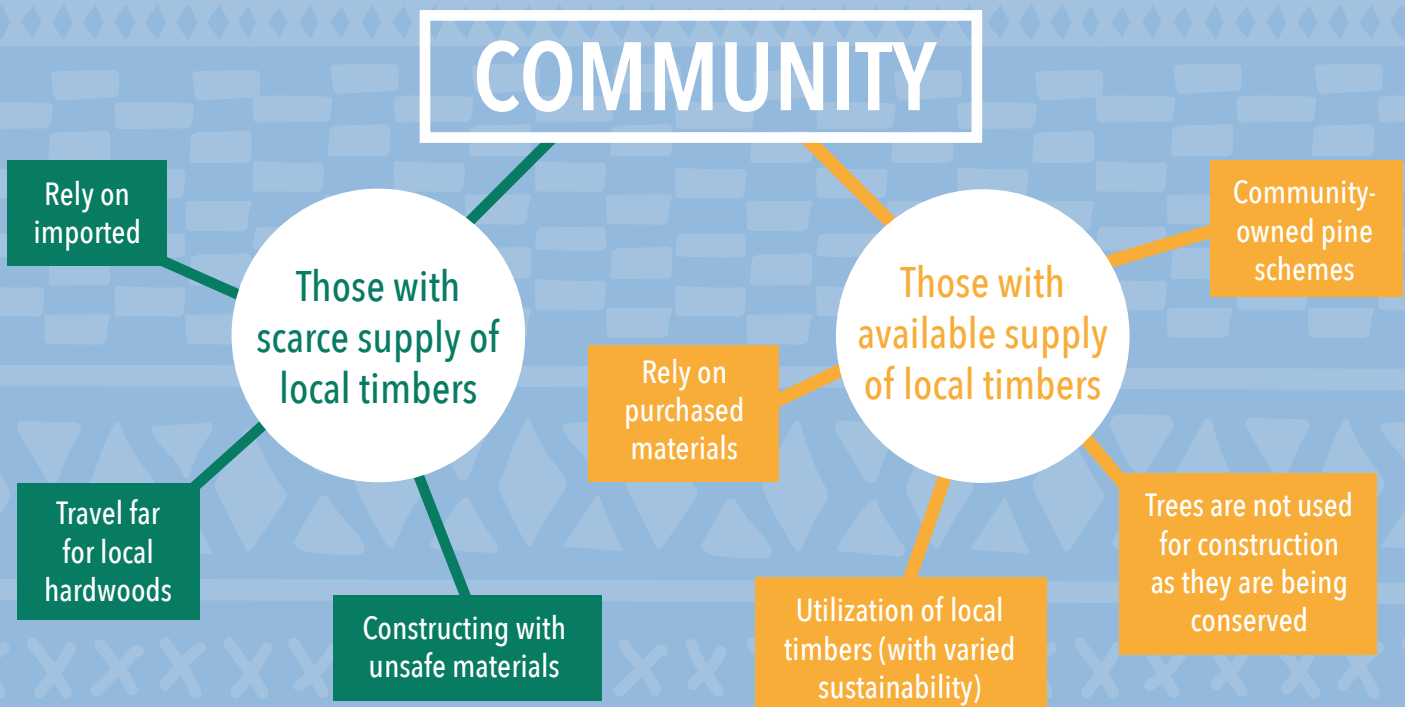 COMMUNITY
Rely on
imported
Those with
scarce supply of
local timbers
Travel far
for local
hardwoods
Constructing with
unsafe materials
Those with
available supply
of local timbers
Community-
owned pine
schemes
Rely on
purchased
materials
Utilization of local
timbers (with varied
sustainability)
Trees are not used
for construction
as they are being
conserved